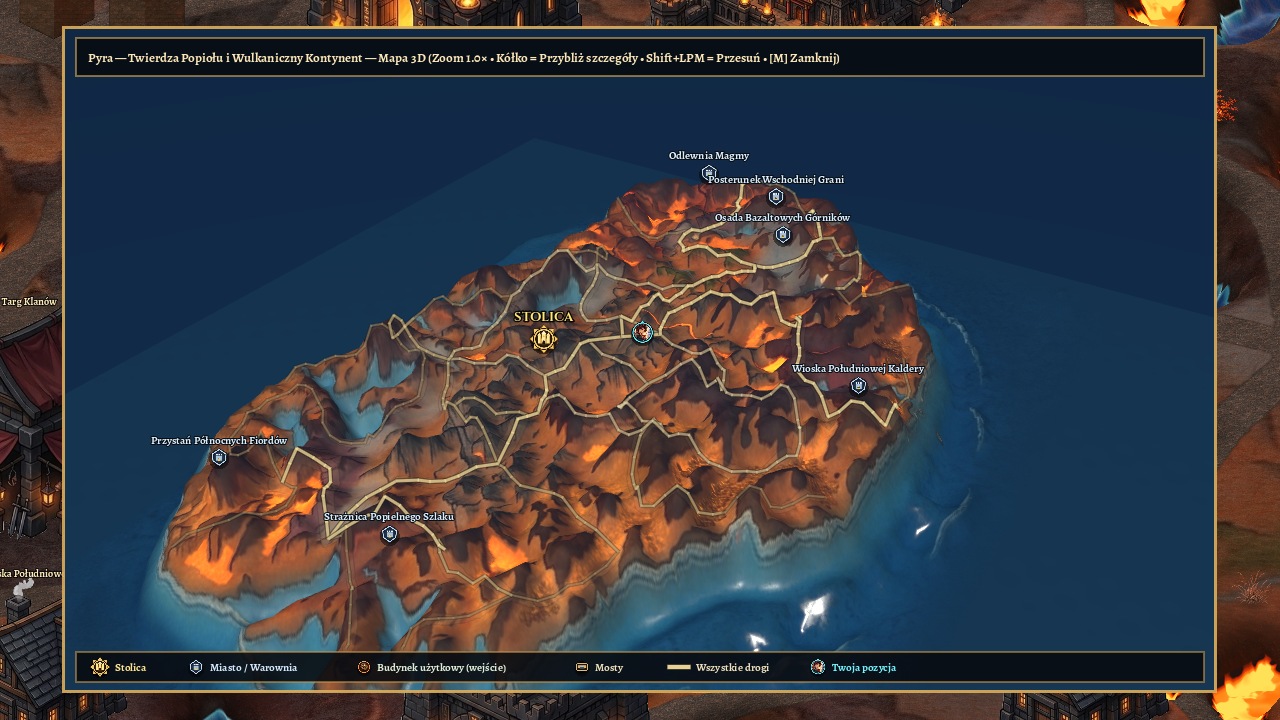 Pyra — Twierdza Popiołu i Wulkaniczny Kontynent — Mapa 3D (Zoom 1.0× • Kółko = Przybliż szczegóły • Shift+LPM = Przesuń • [M] Zamknij)
Odlewnia Magmy
Posterunek Wschodniej Grani
Osada Bazaltowych Górników
Targ Klanów
STOLICA
Wioska Południowej Kaldery
Przystań Północnych Fiordów
Strażnica Popielnego Szlaku
ska Południow
Stolica
Miasto / Warownia
Budynek użytkowy (wejście)
Mosty
Wszystkie drogi
Twoja pozycja